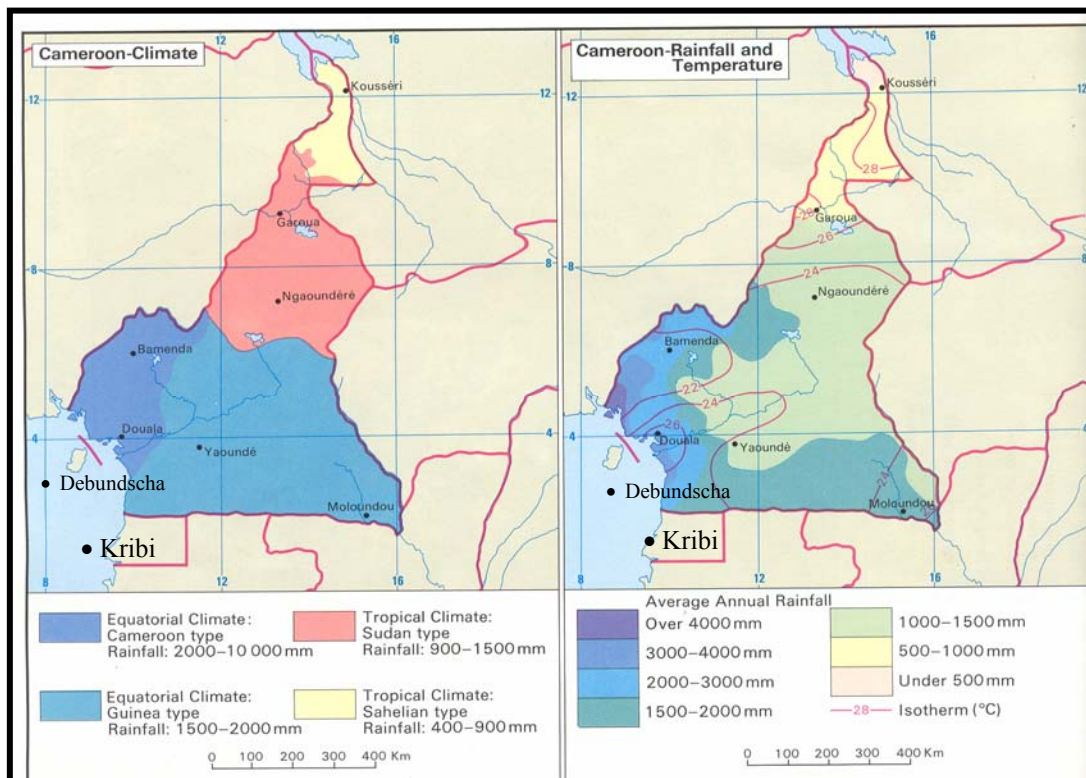 Cameroon-Climate
12
16
Kousséri
12
Garoua
8
Ngaoundéré
Bamenda
Douala
4
Yaoundé
Debundscha
Moloundou
Kribi
8
12
16
Equatorial Climate:
Cameroon type
Rainfall: 2000–10 000 mm
Tropical Climate:
Sudan type
Rainfall: 900–1500 mm
Equatorial Climate:
Guinea type
Rainfall: 1500–2000 mm
Tropical Climate:
Sahelian type
Rainfall: 400–900 mm
0 100 200 300 400 Km
Cameroon-Rainfall and
Temperature
16
Kousséri
12
12
28
28
Garoua
26
8
8
24
Ngaoundéré
Bamenda
22
24
26
Douala
4
4
Yaoundé
24
Debundscha
Moloundou
Kribi
8
12
16
Average Annual Rainfall
Over 4000 mm
3000–4000 mm
2000–3000 mm
1500–2000 mm
1000–1500 mm
500–1000 mm
Under 500 mm
28 Isotherm (°C)
0 100 200 300 400 Km